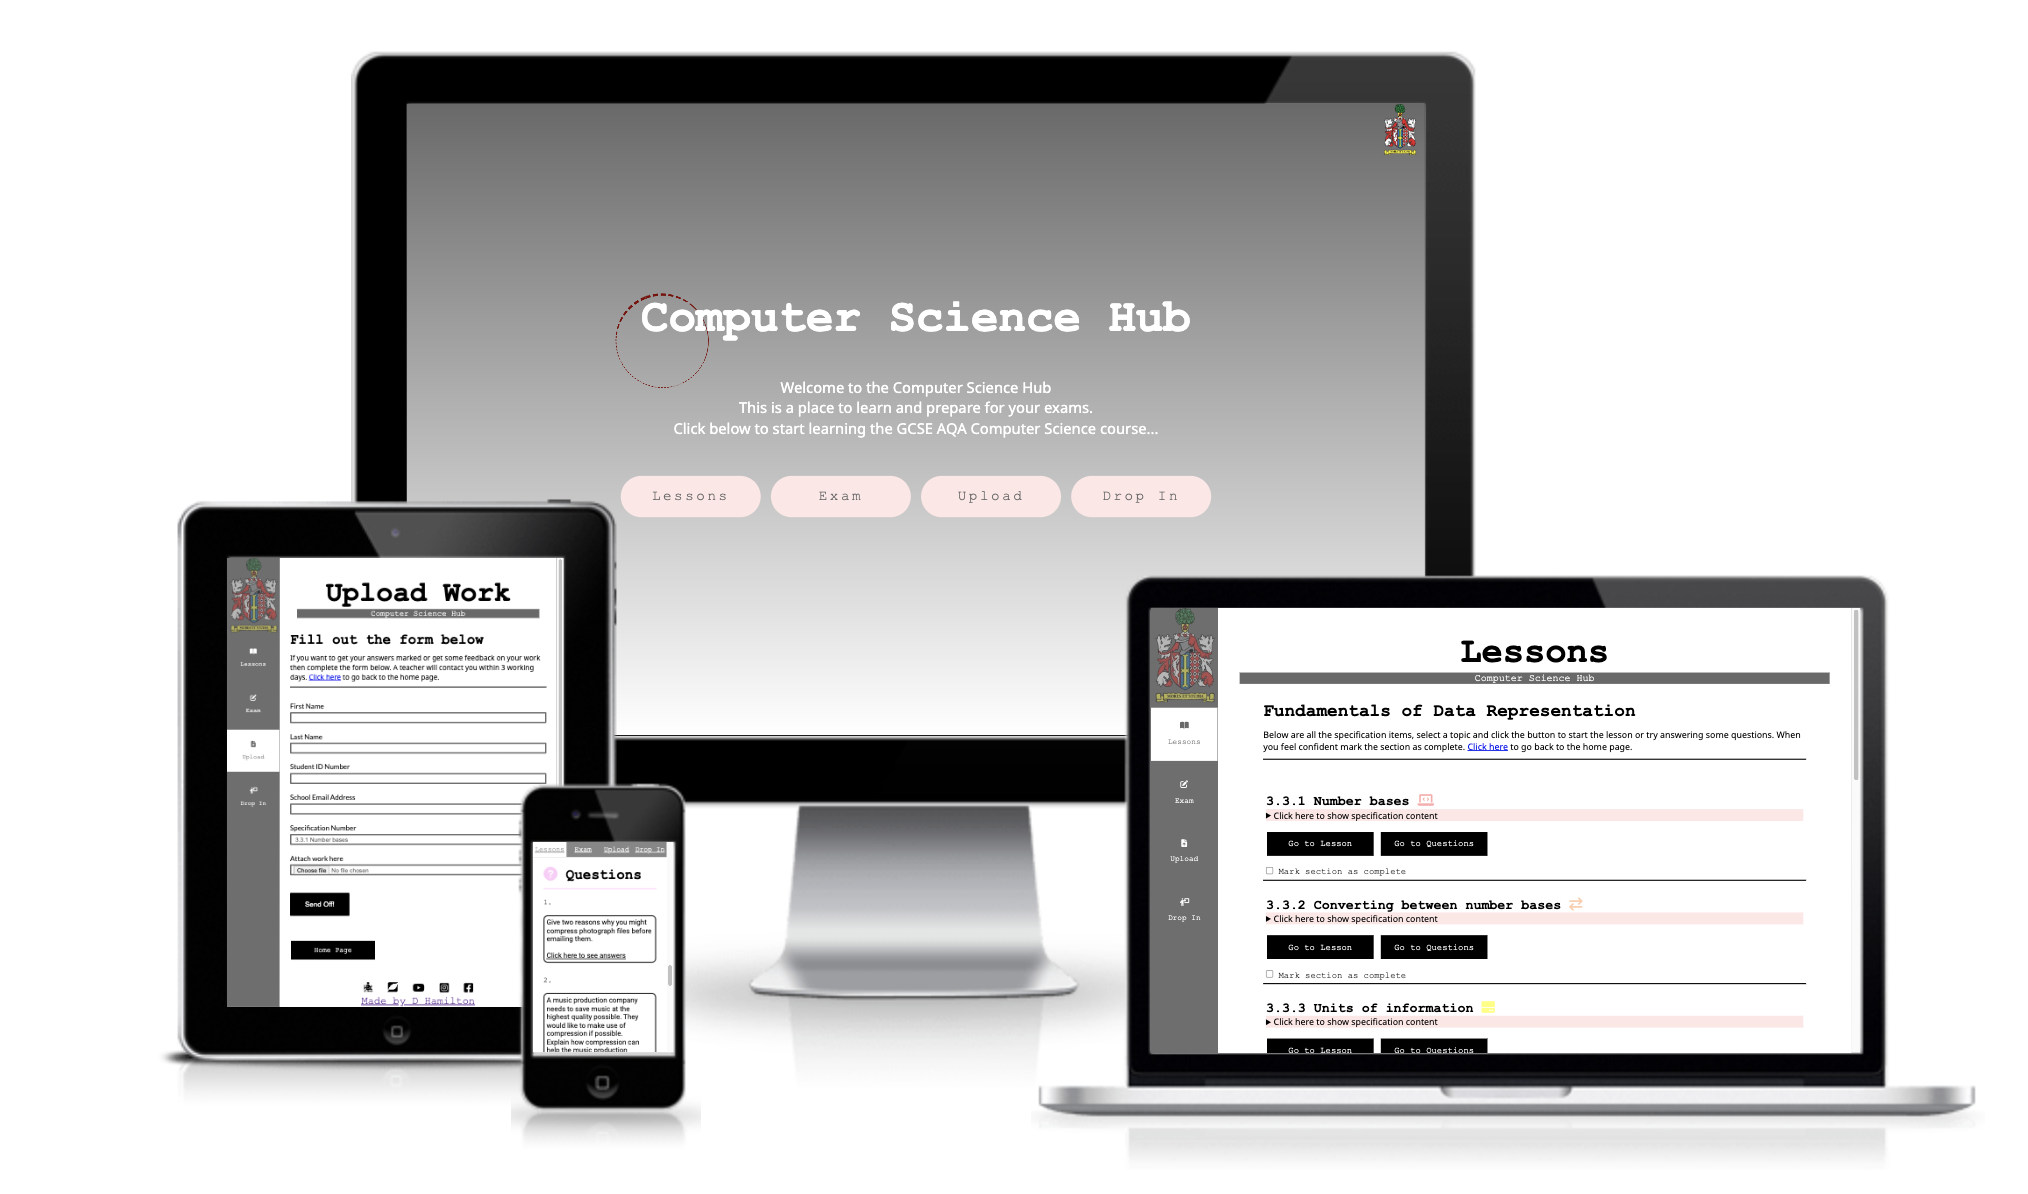 Computer Science Hub
Welcome to the Computer Science Hub
This is a place to learn and prepare for your exams.
Click below to start learning the GCSE AQA Computer Science course...
Lessons
Exam
Upload
Drop In
Upload Work
Computer Science Hub
Fill out the form below
If you want to get your answers marked or get some feedback on your work
then complete the form below. A teacher will contact you within 3 working
days. Click here to go back to the home page.
Lessons
Exam
Upload
Drop In
First Name
Last Name
Student ID Number
School Email Address
Specification Number
3.3.1 Number bases
Attach work here
Choose file No file chosen
Send Off!
Home Page
Made by D Hamilton
Lessons Exam Upload Drop In
Questions
1.
Give two reasons why you might
compress photograph files before
emailing them.
Click here to see answers
2.
A music production company
needs to save music at the
highest quality possible. They
would like to make use of
compression if possible.
Explain how compression can
help the music production
Lessons
Computer Science Hub
Lessons
Exam
Upload
Drop In
Fundamentals of Data Representation
Below are all the specification items, select a topic and click the button to start the lesson or try answering some questions. When
you feel confident mark the section as complete. Click here to go back to the home page.
3.3.1 Number bases
Click here to show specification content
Go to Lesson
Go to Questions
Mark section as complete
3.3.2 Converting between number bases
Click here to show specification content
Go to Lesson
Go to Questions
Mark section as complete
3.3.3 Units of information
Click here to show specification content
Go to Lesson
Go to Questions